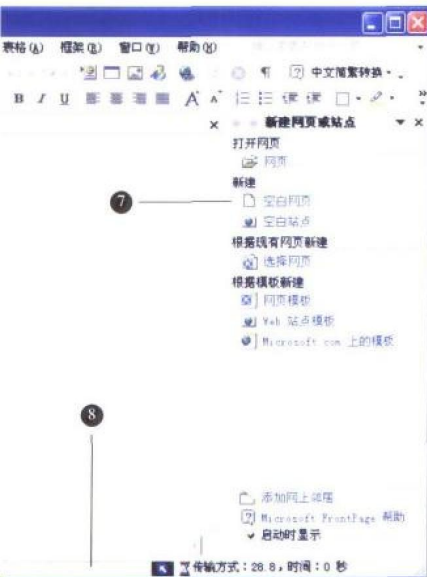 表格(A) 框架(R) 窗口(W) 帮助(H)
中文简繁转换
B I U A A
新建网页或站点
打开网页
网页
新建
7
空白网页
空白站点
根据现有网页新建
选择网页
根据模板新建
网页模板
Web 站点模板
Microsoft com 上的模板
8
添加网上邻居
Microsoft FrontPage 帮助
启动时显示
传输方式：28.8，时间：0 秒